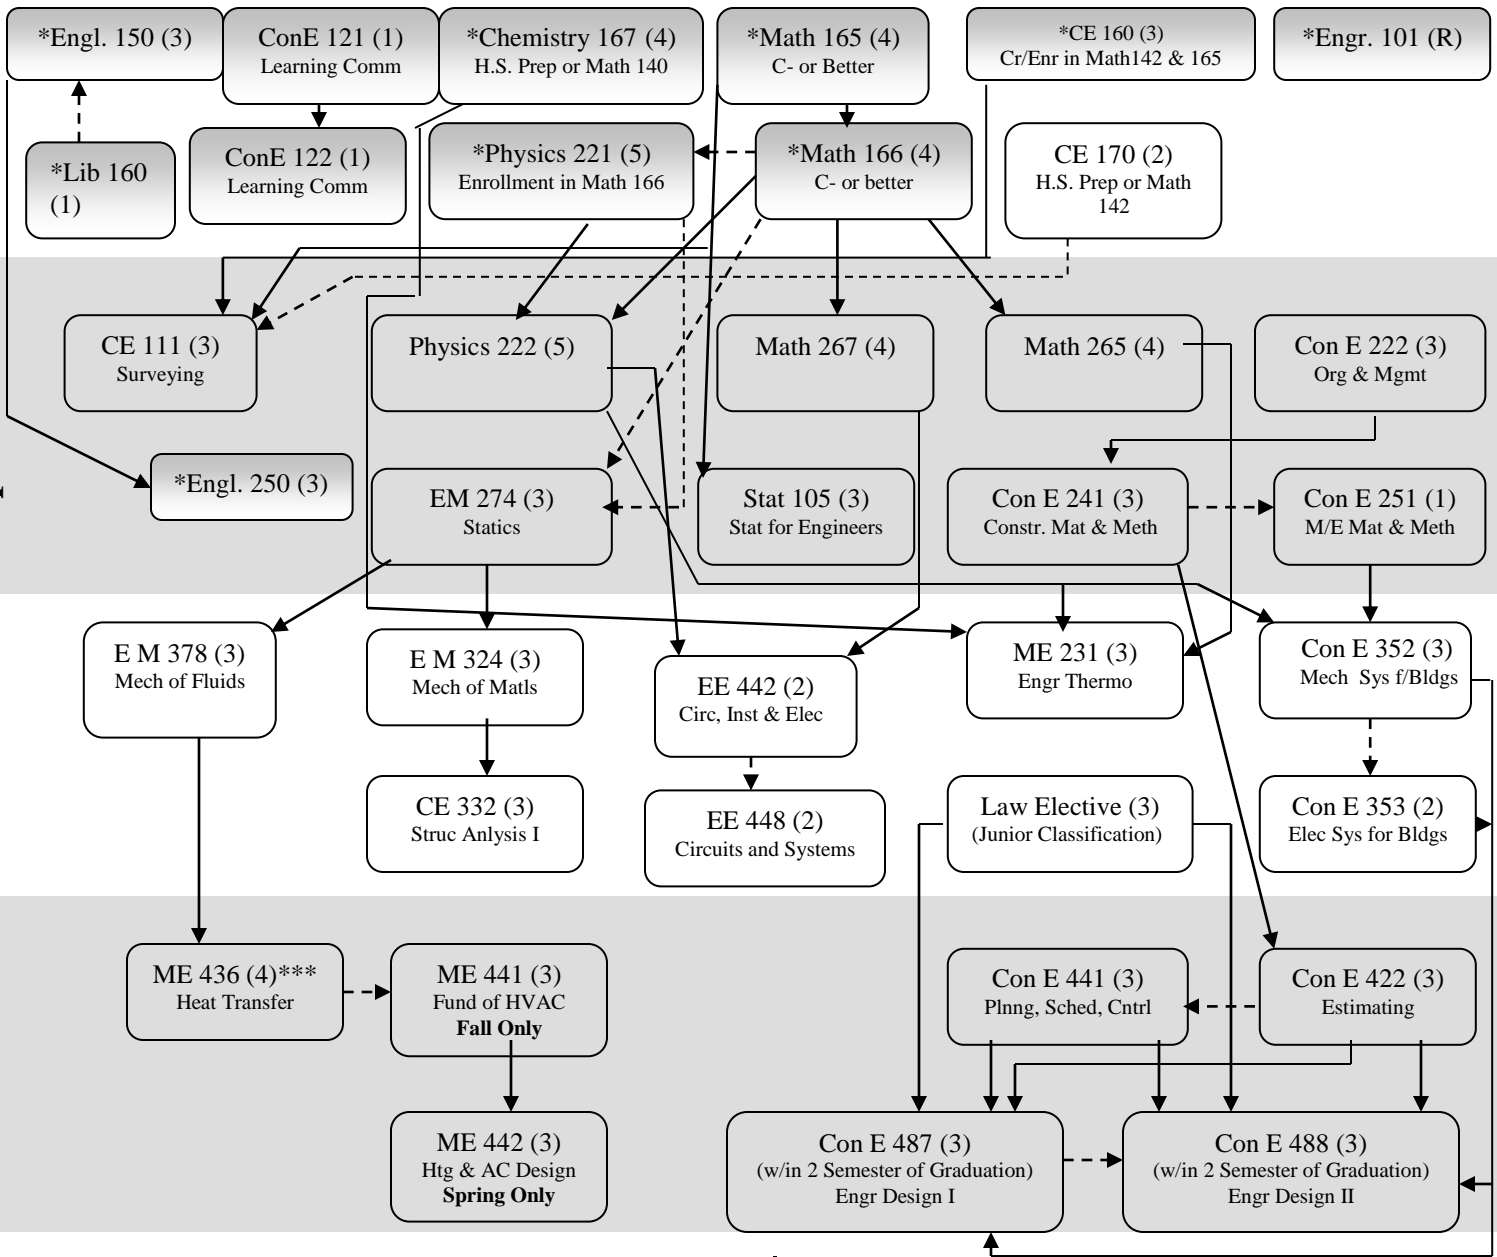 *Engl. 150 (3)
ConE 121 (1)
Learning Comm
*Chemistry 167 (4)
H.S. Prep or Math 140
*Math 165 (4)
C- or Better
*CE 160 (3)
Cr/Enr in Math142 & 165
*Engr. 101 (R)
*Lib 160
(1)
ConE 122 (1)
Learning Comm
*Physics 221 (5)
Enrollment in Math 166
*Math 166 (4)
C- or better
CE 170 (2)
H.S. Prep or Math
142
CE 111 (3)
Surveying
Physics 222 (5)
Math 267 (4)
Math 265 (4)
Con E 222 (3)
Org & Mgmt
*Engl. 250 (3)
EM 274 (3)
Statics
Stat 105 (3)
Stat for Engineers
Con E 241 (3)
Constr. Mat & Meth
Con E 251 (1)
M/E Mat & Meth
E M 378 (3)
Mech of Fluids
E M 324 (3)
Mech of Matls
EE 442 (2)
Circ, Inst & Elec
ME 231 (3)
Engr Thermo
Con E 352 (3)
Mech Sys f/Bldgs
CE 332 (3)
Struc Anlysis I
EE 448 (2)
Circuits and Systems
Law Elective (3)
(Junior Classification)
Con E 353 (2)
Elec Sys for Bldgs
ME 436 (4)***
Heat Transfer
ME 441 (3)
Fund of HVAC
Fall Only
Con E 441 (3)
Plnng, Sched, Cntrl
Con E 422 (3)
Estimating
ME 442 (3)
Htg & AC Design
Spring Only
Con E 487 (3)
(w/in 2 Semester of Graduation)
Engr Design I
Con E 488 (3)
(w/in 2 Semester of Graduation)
Engr Design II